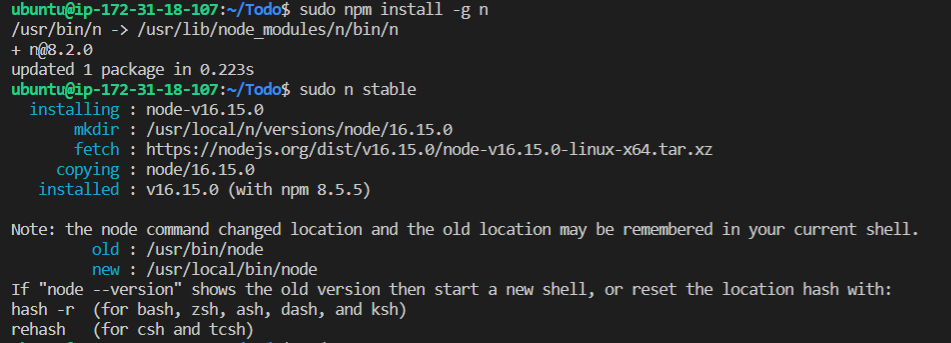 ubuntu@ip-172-31-18-107:~/Todo$ sudo npm install -g n
/usr/bin/n -> /usr/lib/node_modules/n/bin/n
+ n@8.2.0
updated 1 package in 0.223s
ubuntu@ip-172-31-18-107:~/Todo$ sudo n stable
installing : node-v16.15.0
mkdir : /usr/local/n/versions/node/16.15.0
fetch : https://nodejs.org/dist/v16.15.0/node-v16.15.0-linux-x64.tar.xz
copying : node/16.15.0
installed : v16.15.0 (with npm 8.5.5)
Note: the node command changed location and the old location may be remembered in your current shell.
old : /usr/bin/node
new : /usr/local/bin/node
If "node --version" shows the old version then start a new shell, or reset the location hash with:
hash -r  (for bash, zsh, ash, dash, and ksh)
rehash   (for csh and tcsh)